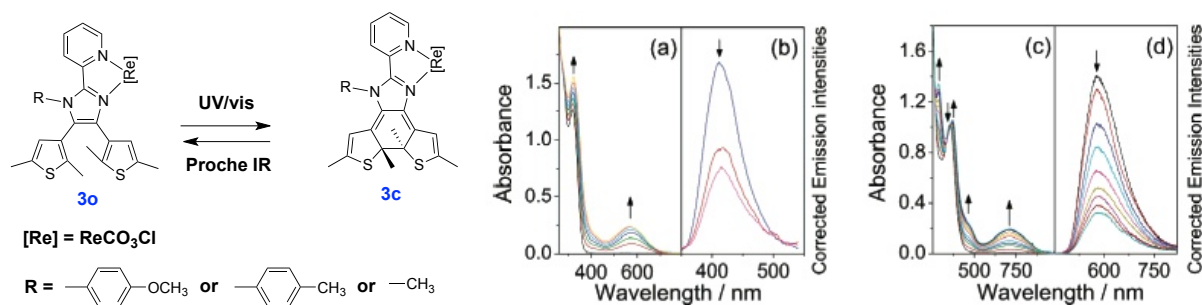 N
N
[Re]
R
N
N
S
S
3o
UV/vis
Proche IR
N
N
[Re]
R
N
N
S
S
3c
[Re] = ReCO₃Cl
R = OCH₃ or CH₃ or CH₃
(a)
Absorbance
1.5
1.0
0.5
0.0
400 600
(b)
400 500
Wavelength / nm
Corrected Emission intensities
(c)
Absorbance
1.6
1.2
0.8
0.4
0.0
500 750
(d)
600 750
Wavelength / nm
Corrected Emission intensities